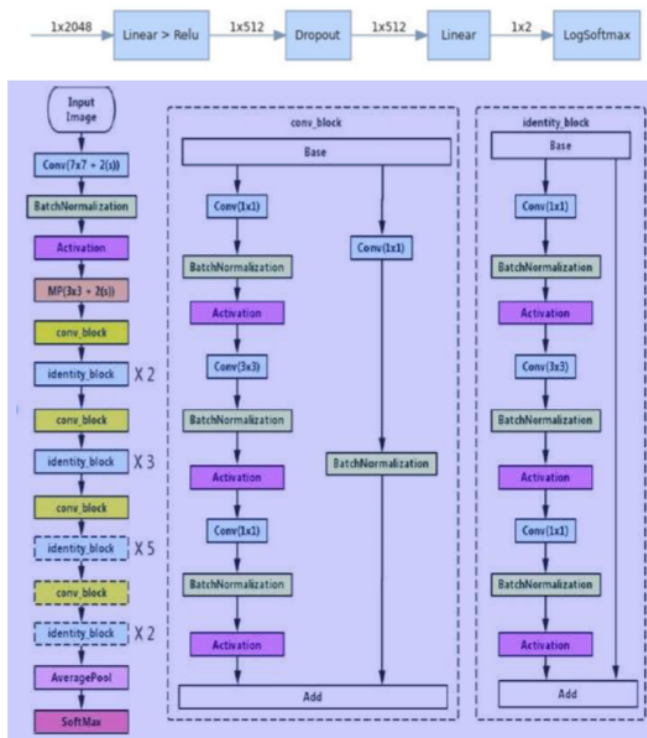 1x2048
Linear > Relu
1x512
Dropout
1x512
Linear
1x2
LogSoftmax
Input
Image
Conv(7x7 + 2(s))
BatchNormalization
Activation
MP(3x3 + 2(s))
conv_block
identity_block X 2
conv_block
identity_block X 3
conv_block
identity_block X 5
conv_block
identity_block X 2
AveragePool
SoftMax
conv_block
Base
Conv(1x1)
BatchNormalization
Activation
Conv(3x3)
BatchNormalization
Activation
Conv(1x1)
BatchNormalization
Activation
Conv(1x1)
BatchNormalization
Add
identity_block
Base
Conv(1x1)
BatchNormalization
Activation
Conv(3x3)
BatchNormalization
Activation
Conv(1x1)
BatchNormalization
Activation
Add